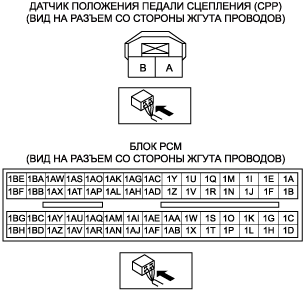 ДАТЧИК ПОЛОЖЕНИЯ ПЕДАЛИ СЦЕПЛЕНИЯ (CPP)
(ВИД НА РАЗЪЕМ СО СТОРОНЫ ЖГУТА ПРОВОДОВ)
B A
БЛОК PCM
(ВИД НА РАЗЪЕМ СО СТОРОНЫ ЖГУТА ПРОВОДОВ)
1BE 1BA 1AW 1AS 1AO 1AK 1AG 1AC 1Y 1U 1Q 1M 1I 1E 1A
1BF 1BB 1AX 1AT 1AP 1AL 1AH 1AD 1Z 1V 1R 1N 1J 1F 1B
1BG 1BC 1AY 1AU 1AQ 1AM 1AI 1AE 1AA 1W 1S 1O 1K 1G 1C
1BH 1BD 1AZ 1AV 1AR 1AN 1AJ 1AF 1AB 1X 1T 1P 1L 1H 1D